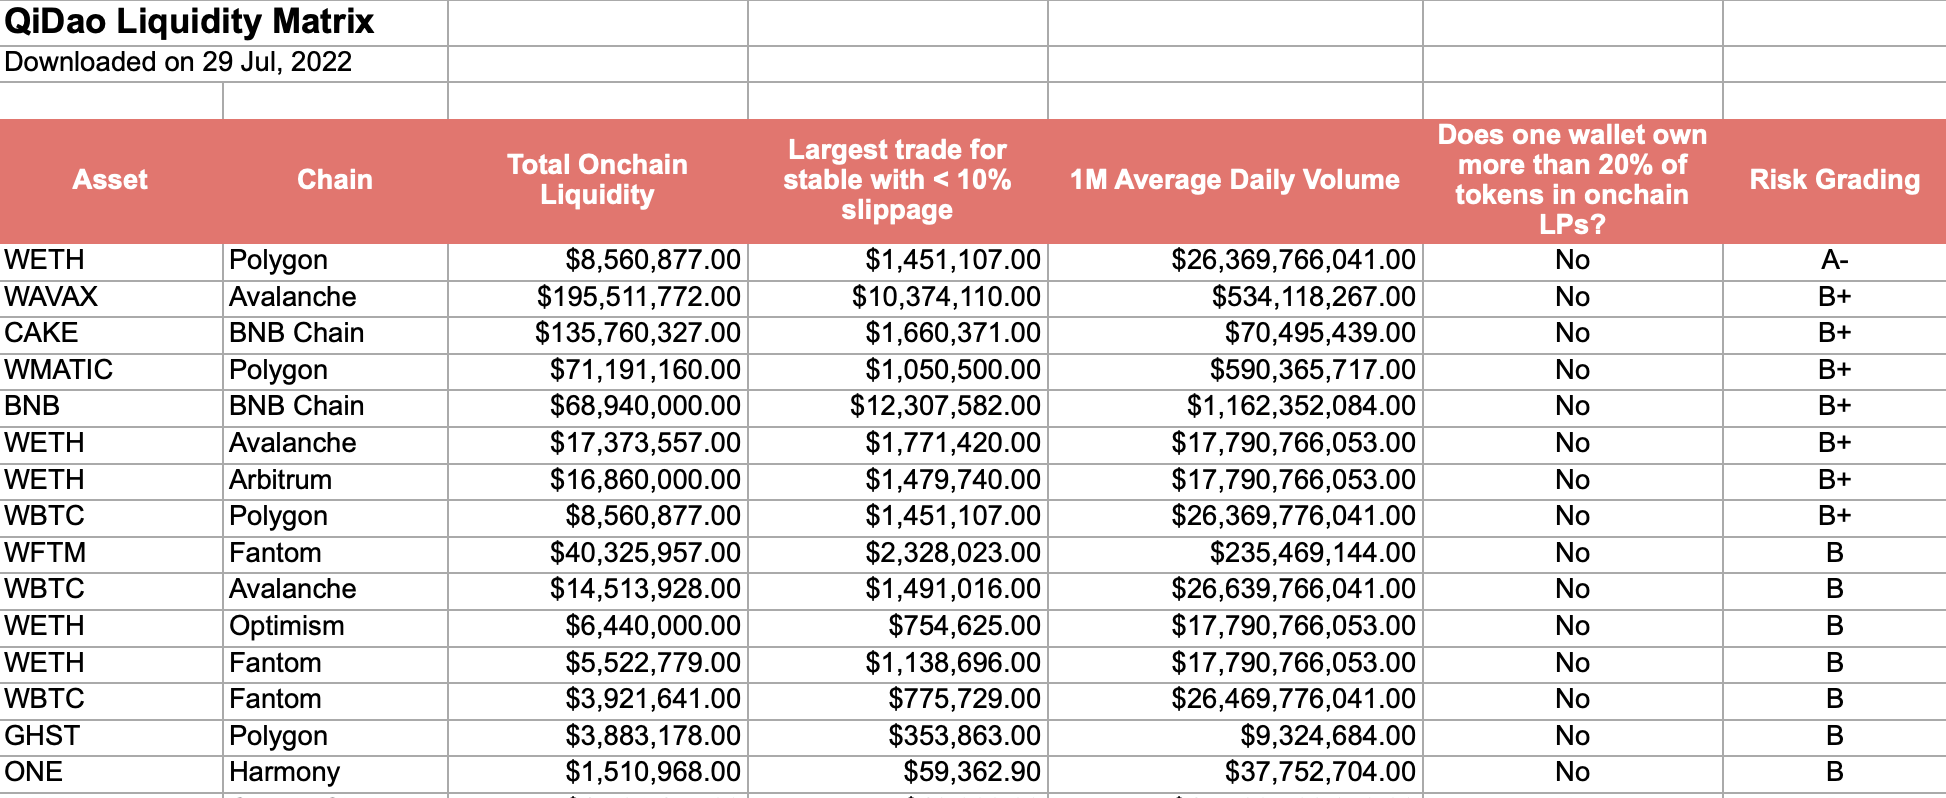 QiDao Liquidity Matrix
Downloaded on 29 Jul, 2022
Asset Chain Total Onchain Liquidity Largest trade for stable with < 10% slippage 1M Average Daily Volume Does one wallet own more than 20% of tokens in onchain LPs? Risk Grading
WETH Polygon $8,560,877.00 $1,451,107.00 $26,369,766,041.00 No A-
WAVAX Avalanche $195,511,772.00 $10,374,110.00 $534,118,267.00 No B+
CAKE BNB Chain $135,760,327.00 $1,660,371.00 $70,495,439.00 No B+
WMATIC Polygon $71,191,160.00 $1,050,500.00 $590,365,717.00 No B+
BNB BNB Chain $68,940,000.00 $12,307,582.00 $1,162,352,084.00 No B+
WETH Avalanche $17,373,557.00 $1,771,420.00 $17,790,766,053.00 No B+
WETH Arbitrum $16,860,000.00 $1,479,740.00 $17,790,766,053.00 No B+
WBTC Polygon $8,560,877.00 $1,451,107.00 $26,369,776,041.00 No B+
WFTM Fantom $40,325,957.00 $2,328,023.00 $235,469,144.00 No B
WBTC Avalanche $14,513,928.00 $1,491,016.00 $26,639,766,041.00 No B
WETH Optimism $6,440,000.00 $754,625.00 $17,790,766,053.00 No B
WETH Fantom $5,522,779.00 $1,138,696.00 $17,790,766,053.00 No B
WBTC Fantom $3,921,641.00 $775,729.00 $26,469,776,041.00 No B
GHST Polygon $3,883,178.00 $353,863.00 $9,324,684.00 No B
ONE Harmony $1,510,968.00 $59,362.90 $37,752,704.00 No B